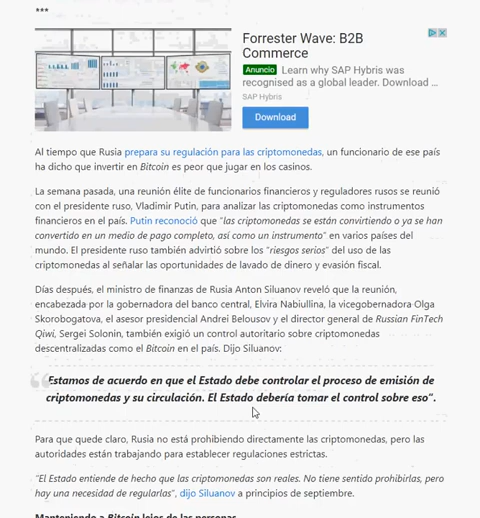 ***
Forrester Wave: B2B
Commerce
Anuncio Learn why SAP Hybris was
recognised as a global leader. Download ...
SAP Hybris
Download
Al tiempo que Rusia prepara su regulación para las criptomonedas, un funcionario de ese país
ha dicho que invertir en Bitcoin es peor que jugar en los casinos.
La semana pasada, una reunión élite de funcionarios financieros y reguladores rusos se reunió
con el presidente ruso, Vladimir Putin, para analizar las criptomonedas como instrumentos
financieros en el país. Putin reconoció que "las criptomonedas se están convirtiendo o ya se han
convertido en un medio de pago completo, así como un instrumento" en varios países del
mundo. El presidente ruso también advirtió sobre los "riesgos serios" del uso de las
criptomonedas al señalar las oportunidades de lavado de dinero y evasión fiscal.
Días después, el ministro de finanzas de Rusia Anton Siluanov reveló que la reunión,
encabezada por la gobernadora del banco central, Elvira Nabiullina, la vicegobernadora Olga
Skorobogatova, el asesor presidencial Andrei Belousov y el director general de Russian FinTech
Qiwi, Sergei Solonin, también exigió un control autoritario sobre criptomonedas
descentralizadas como el Bitcoin en el país. Dijo Siluanov:
Estamos de acuerdo en que el Estado debe controlar el proceso de emisión de
criptomonedas y su circulación. El Estado debería tomar el control sobre eso".
Para que quede claro, Rusia no está prohibiendo directamente las criptomonedas, pero las
autoridades están trabajando para establecer regulaciones estrictas.
"El Estado entiende de hecho que las criptomonedas son reales. No tiene sentido prohibirlas, pero
hay una necesidad de regularlas", dijo Siluanov a principios de septiembre.
Manteniendo a Bitcoin lejos de las personas